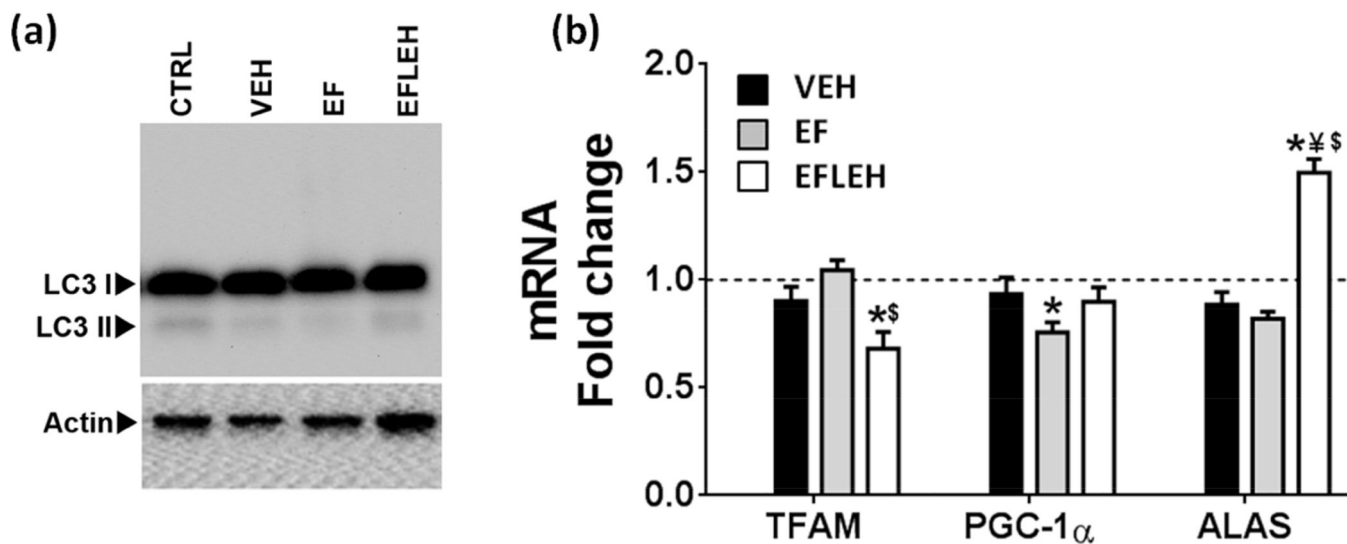 (a)
CTRL
VEH
EF
EFLEH
LC3 I
LC3 II
Actin
(b)
mRNA
Fold change
2.0
1.5
1.0
0.5
0.0
VEH
EF
EFLEH
*$
*
*¥$
TFAM
PGC-1α
ALAS